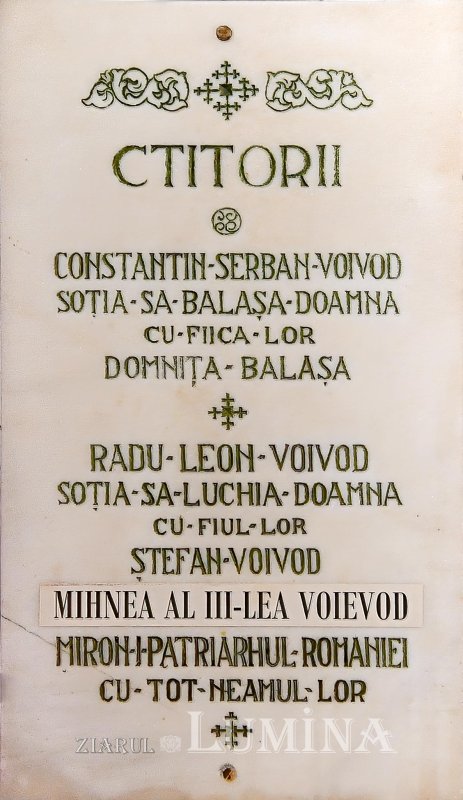 CTITORII
CONSTANTIN-SERBAN-VOIVOD
SOȚIA-SA-BALAȘA-DOAMNA
CU-FIICA-LOR
DOMNIȚA-BALAȘA
RADU-LEON-VOIVOD
SOȚIA-SA-LUCHIA-DOAMNA
CU-FIUL-LOR
ȘTEFAN-VOIVOD
MIHNEA AL III-LEA VOIEVOD
MIRON-I-PATRIARHUL-ROMANIEI
CU-TOT-NEAMUL-LOR
ZIARUL LUMINA